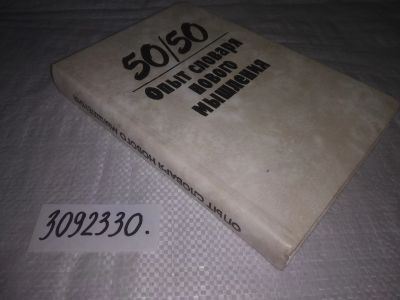 50/50
Опыт словаря
нового
мышления
ОПЫТ СЛОВАРЯ НОВОГО МЫШЛЕНИЯ
3092330.